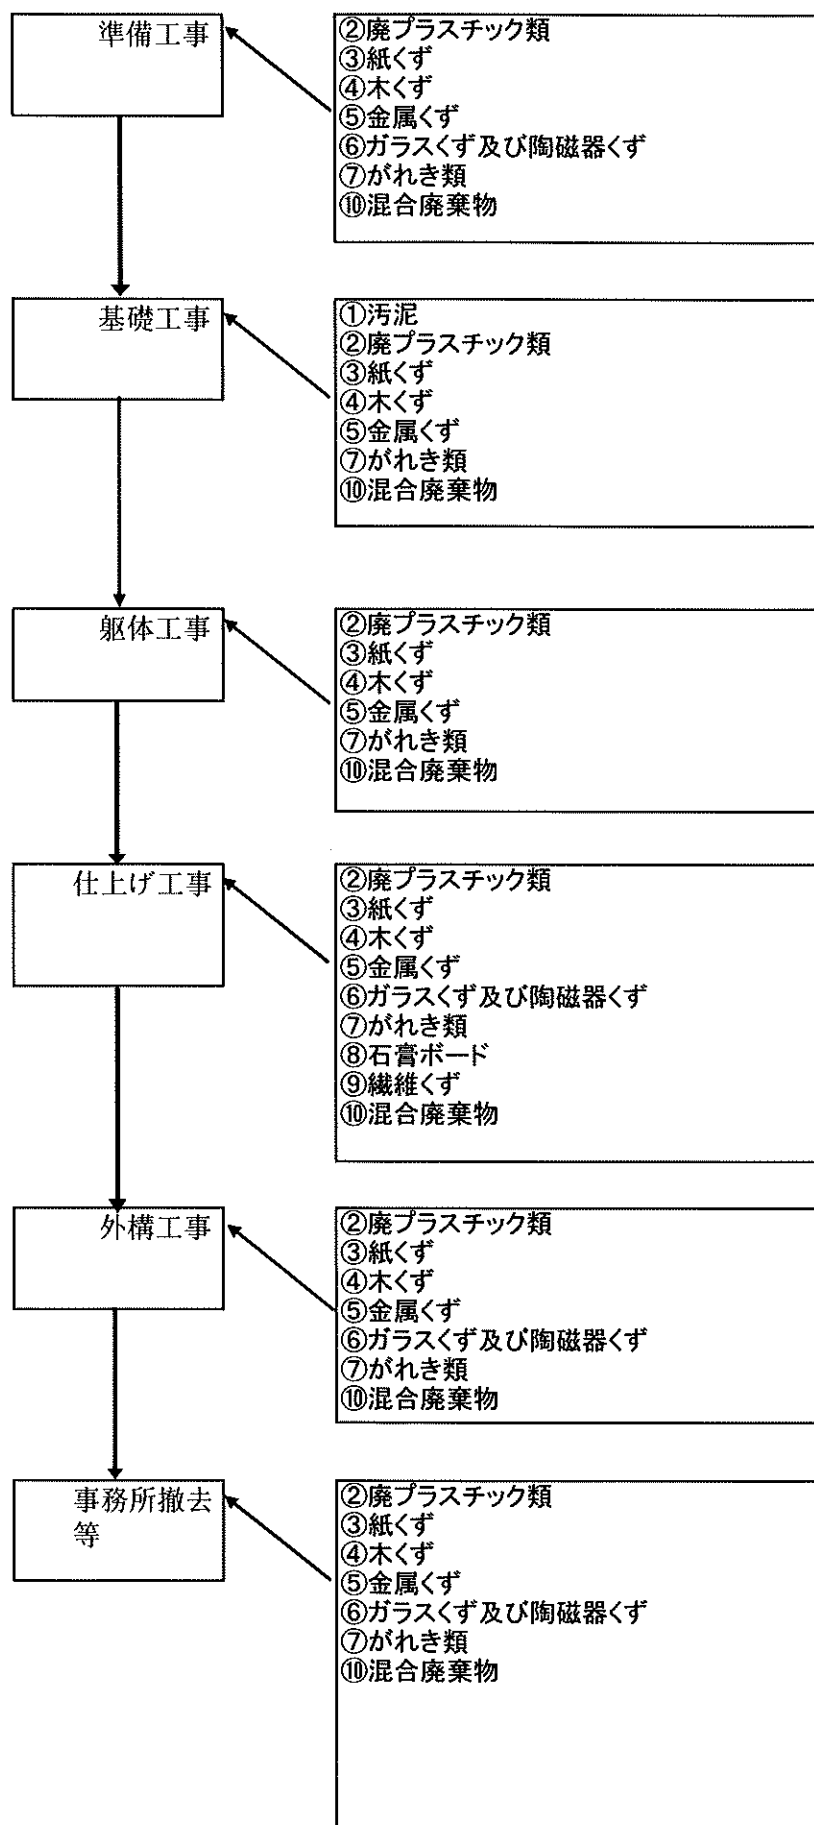 準備工事
②廃プラスチック類
③紙くず
④木くず
⑤金属くず
⑥ガラスくず及び陶磁器くず
⑦がれき類
⑩混合廃棄物
基礎工事
①汚泥
②廃プラスチック類
③紙くず
④木くず
⑤金属くず
⑦がれき類
⑩混合廃棄物
躯体工事
②廃プラスチック類
③紙くず
④木くず
⑤金属くず
⑦がれき類
⑩混合廃棄物
仕上げ工事
②廃プラスチック類
③紙くず
④木くず
⑤金属くず
⑥ガラスくず及び陶磁器くず
⑦がれき類
⑧石膏ボード
⑨繊維くず
⑩混合廃棄物
外構工事
②廃プラスチック類
③紙くず
④木くず
⑤金属くず
⑥ガラスくず及び陶磁器くず
⑦がれき類
⑩混合廃棄物
事務所撤去
等
②廃プラスチック類
③紙くず
④木くず
⑤金属くず
⑥ガラスくず及び陶磁器くず
⑦がれき類
⑩混合廃棄物